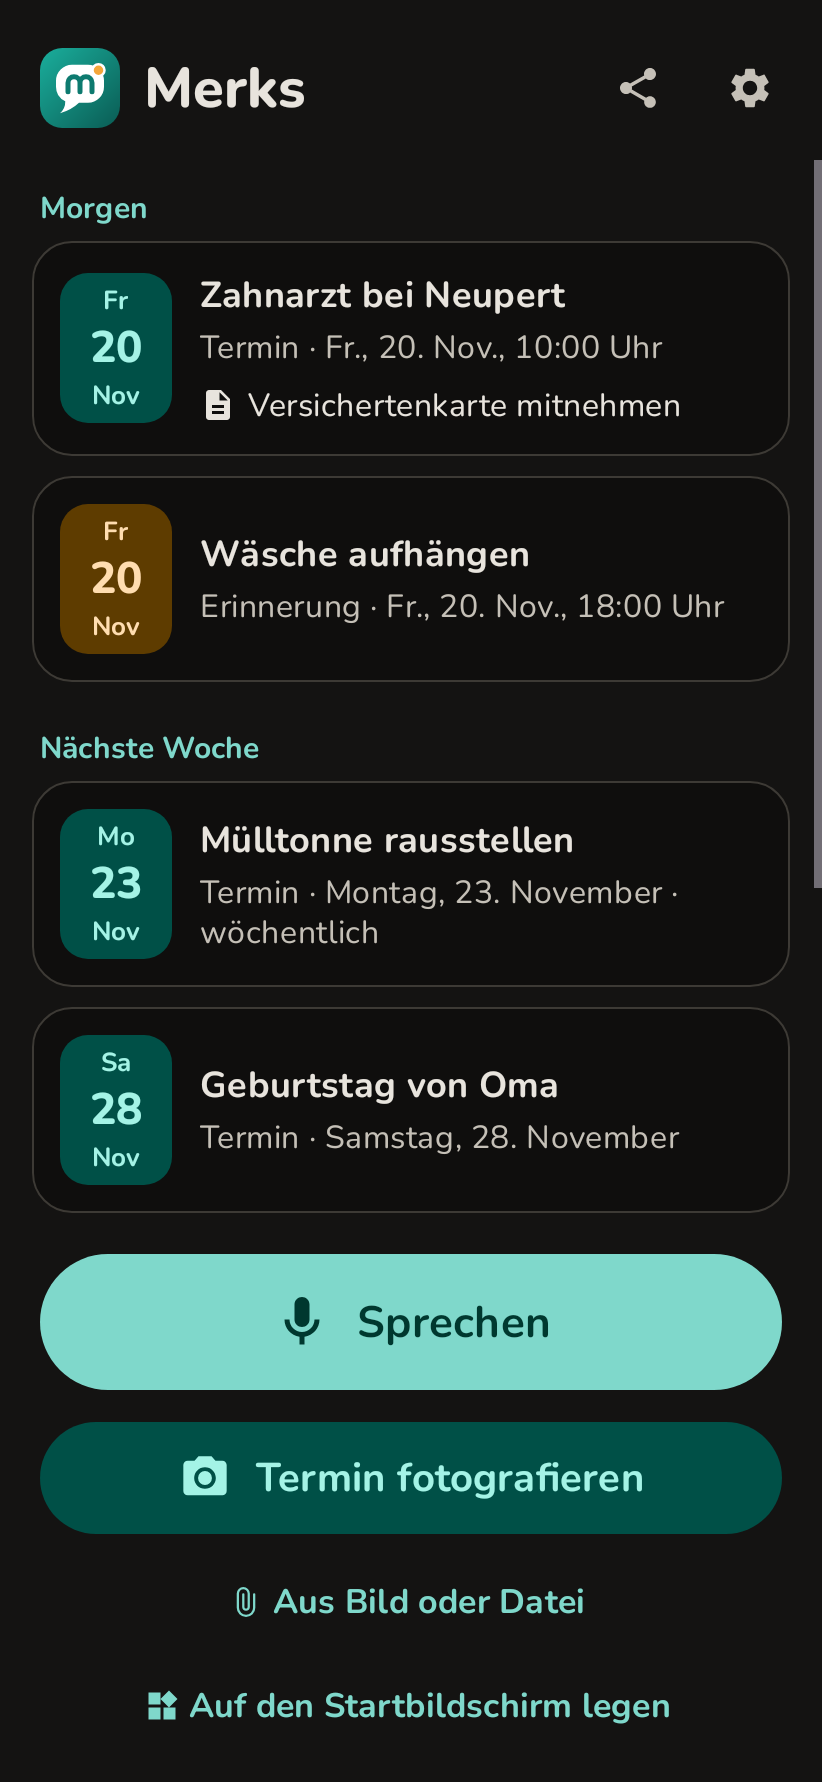 Merks
Morgen
Fr
20
Nov
Zahnarzt bei Neupert
Termin · Fr., 20. Nov., 10:00 Uhr
Versichertenkarte mitnehmen
Fr
20
Nov
Wäsche aufhängen
Erinnerung · Fr., 20. Nov., 18:00 Uhr
Nächste Woche
Mo
23
Nov
Mülltonne rausstellen
Termin · Montag, 23. November ·
wöchentlich
Sa
28
Nov
Geburtstag von Oma
Termin · Samstag, 28. November
Sprechen
Termin fotografieren
Aus Bild oder Datei
Auf den Startbildschirm legen